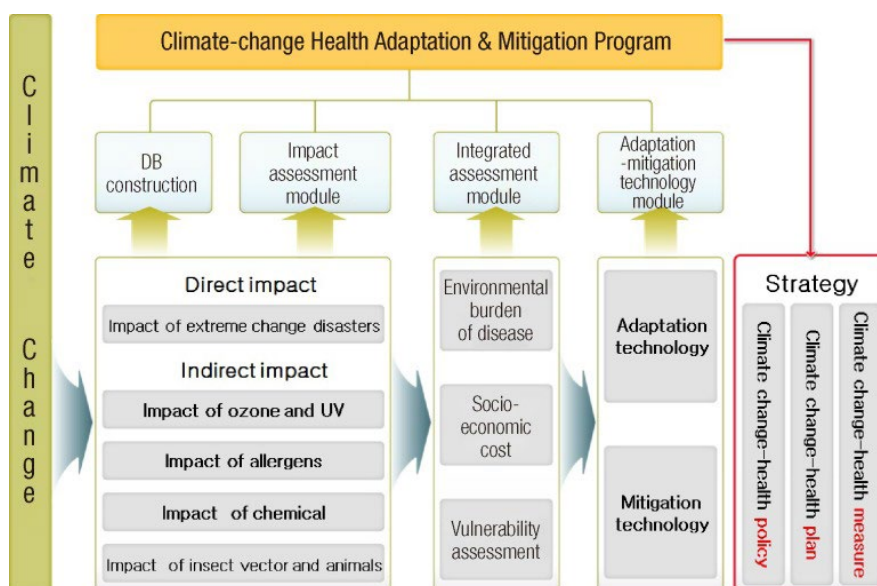 Climate Change
Climate-change Health Adaptation & Mitigation Program
DB
construction
Impact
assessment
module
Integrated
assessment
module
Adaptation
-mitigation
technology
module
Direct impact
Impact of extreme change disasters
Indirect impact
Impact of ozone and UV
Impact of allergens
Impact of chemical
Impact of insect vector and animals
Environmental
burden
of disease
Socio-
economic
cost
Vulnerability
assessment
Adaptation
technology
Mitigation
technology
Strategy
Climate change-health policy
Climate change-health plan
Climate change-health measure